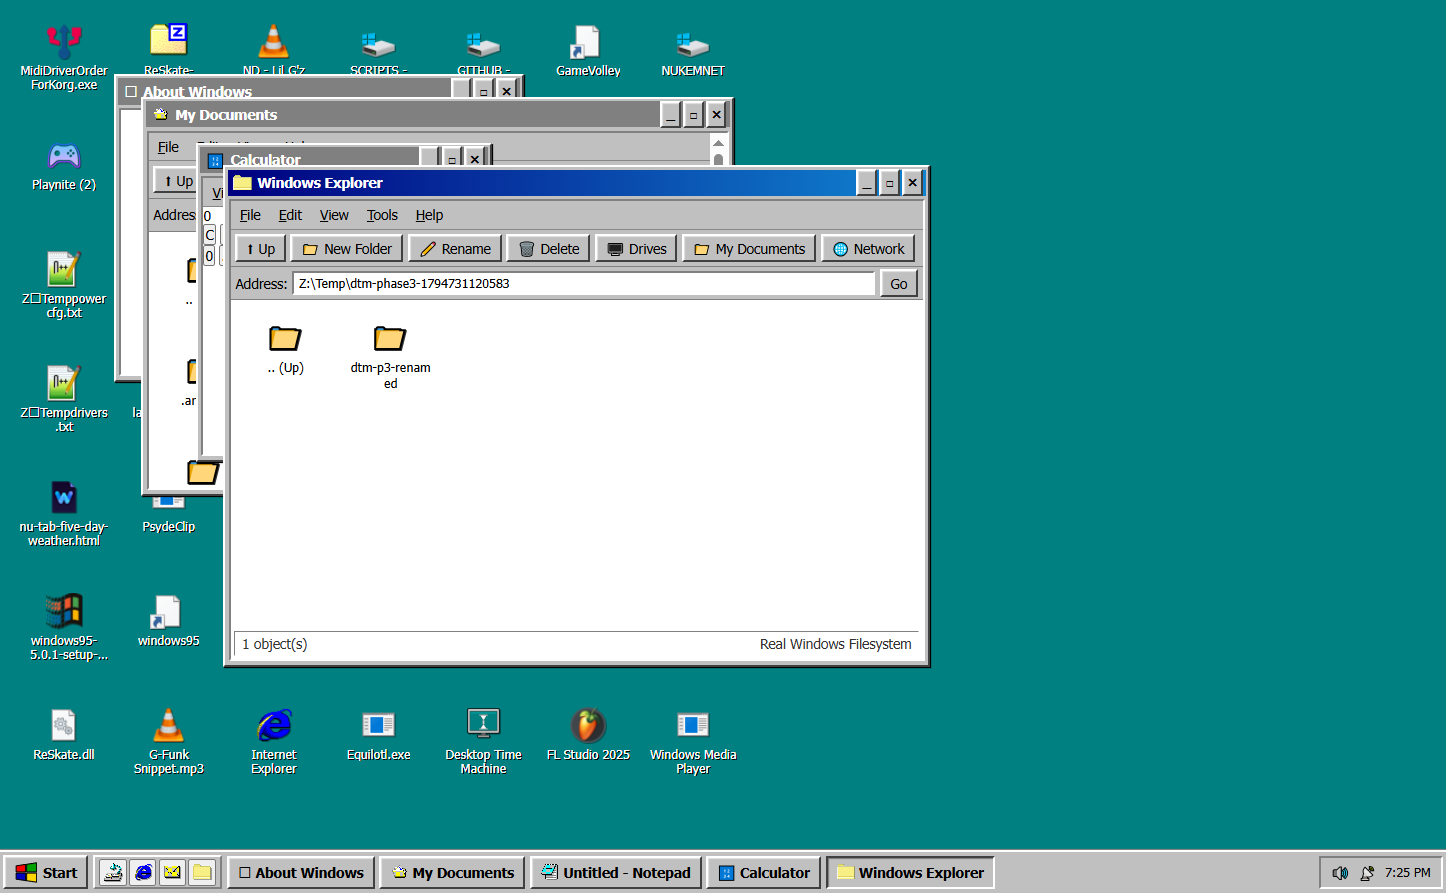 MidiDriverOrder
ForKorg.exe
ReSkate-
ND - Lil G'z
SCRIPTS -
GITHUB -
GameVolley
NUKEMNET
Playnite (2)
Z□Temppower
cfg.txt
Z□Tempdrivers
.txt
la
nu-tab-five-day-
weather.html
PsydeClip
windows95-
5.0.1-setup-...
windows95
ReSkate.dll
G-Funk
Snippet.mp3
Internet
Explorer
Equilotl.exe
Desktop Time
Machine
FL Studio 2025
Windows Media
Player
About Windows
My Documents
File
Up
Addres
..
.ar
Calculator
Vi
0
C
0
Windows Explorer
File Edit View Tools Help
Up New Folder Rename Delete Drives My Documents Network
Address: Z:\Temp\dtm-phase3-1794731120583 Go
.. (Up)
dtm-p3-renam
ed
1 object(s) Real Windows Filesystem
Start About Windows My Documents Untitled - Notepad Calculator Windows Explorer 7:25 PM